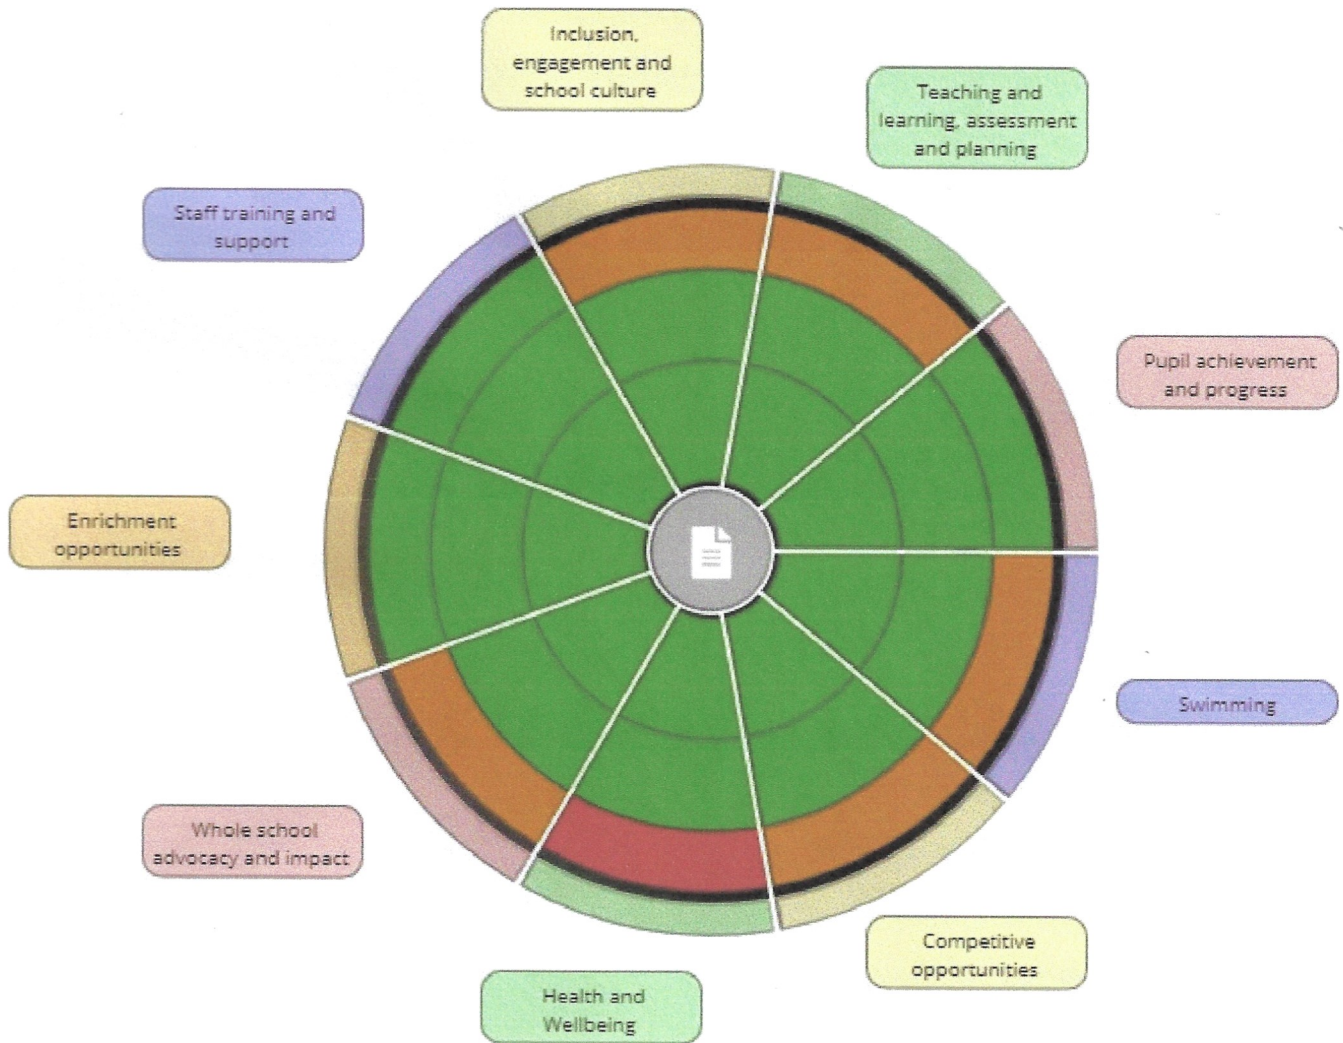 Inclusion,
engagement and
school culture
Teaching and
learning, assessment
and planning
Staff training and
support
Pupil achievement
and progress
Enrichment
opportunities
Swimming
Whole school
advocacy and impact
Competitive
opportunities
Health and
Wellbeing